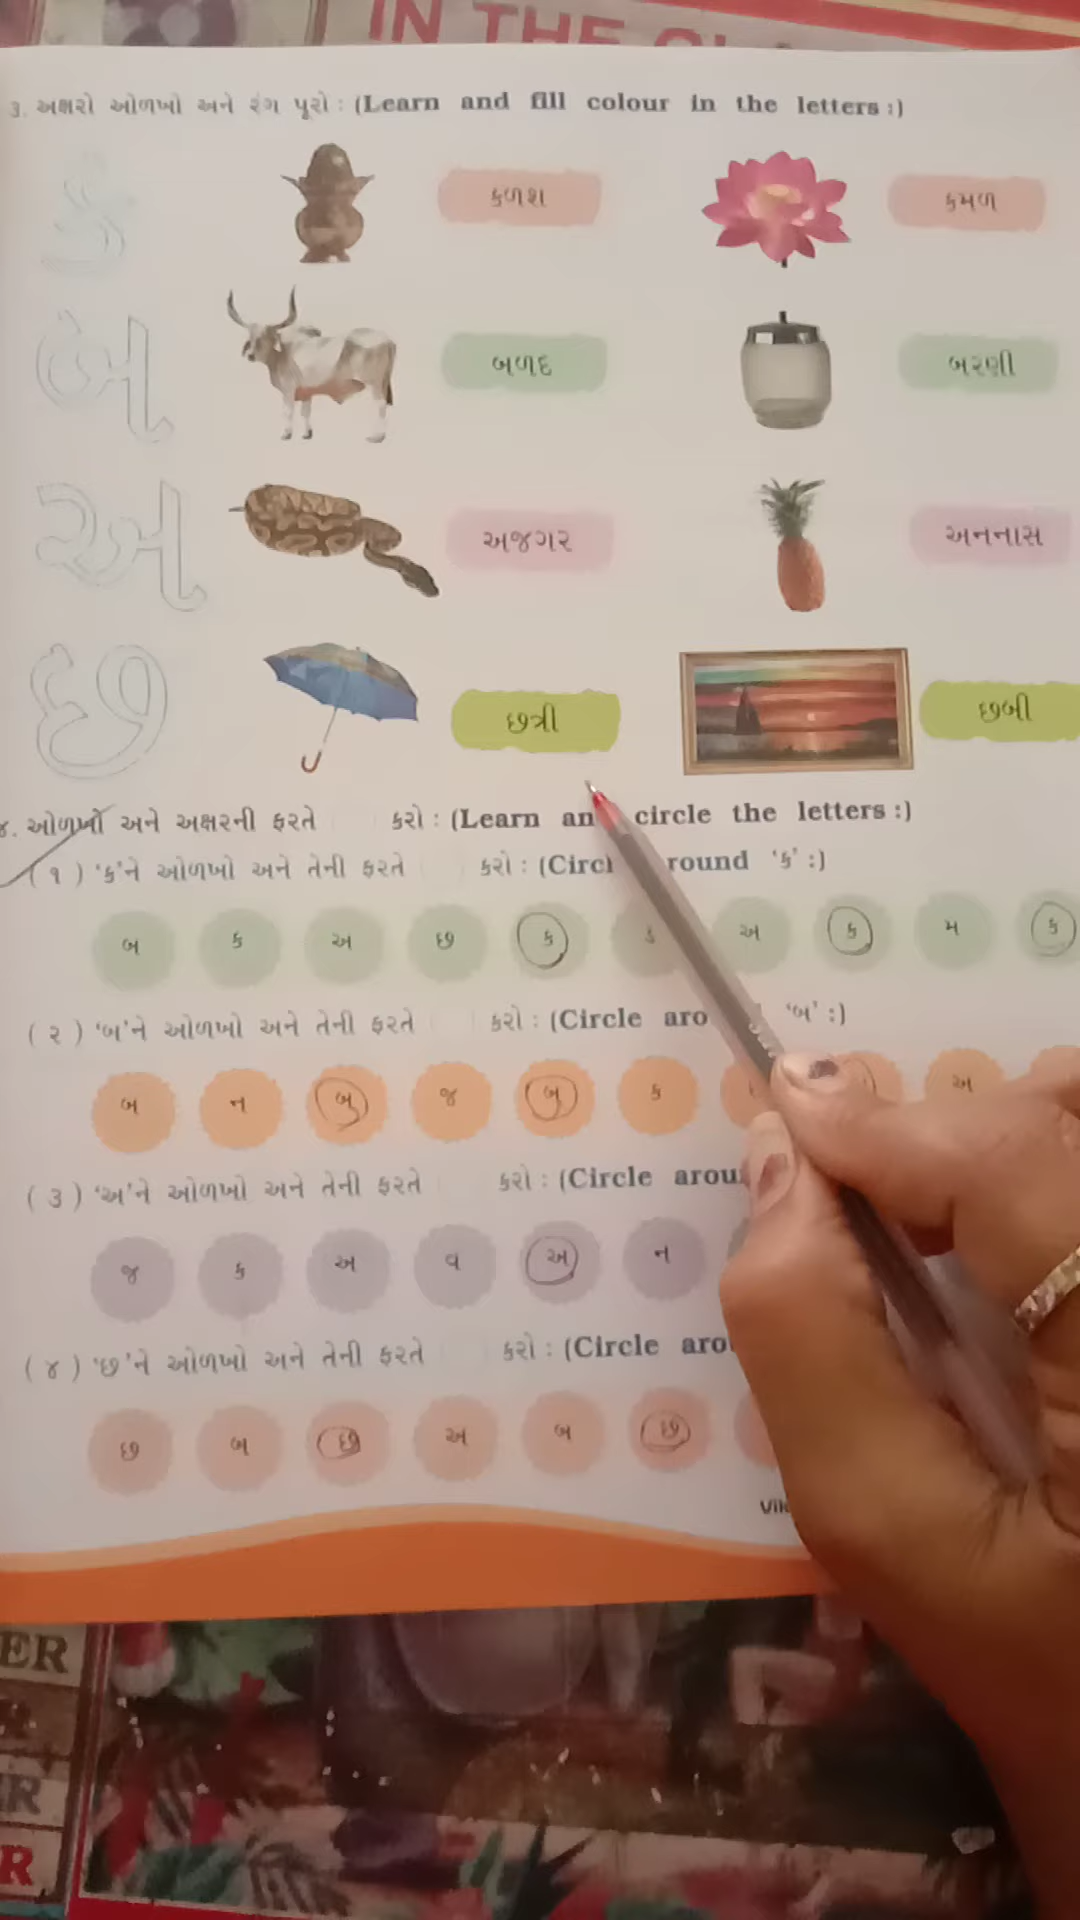 IN THE
૩. અક્ષરો ઓળખો અને રંગ પૂરો : (Learn and fill colour in the letters :)
ક કળશ કમળ
બ બળદ બરણી
અ અજગર અનનાસ
છ છત્રી છબી
૪. ઓળખો અને અક્ષરની ફરતે કરો : (Learn an circle the letters :)
( ૧ ) ‘ક’ને ઓળખો અને તેની ફરતે કરો : (Circl round ‘ક’ :)
બ ક અ છ ક અ ક મ ક
( ૨ ) ‘બ’ને ઓળખો અને તેની ફરતે કરો : (Circle aro ‘બ’ :)
બ ન બ જ બ ક અ
( ૩ ) ‘અ’ને ઓળખો અને તેની ફરતે કરો : (Circle arou
જ ક અ વ અ ન
( ૪ ) ‘છ’ને ઓળખો અને તેની ફરતે કરો : (Circle aro
છ બ છ અ બ છ
Vik
ER
R
R